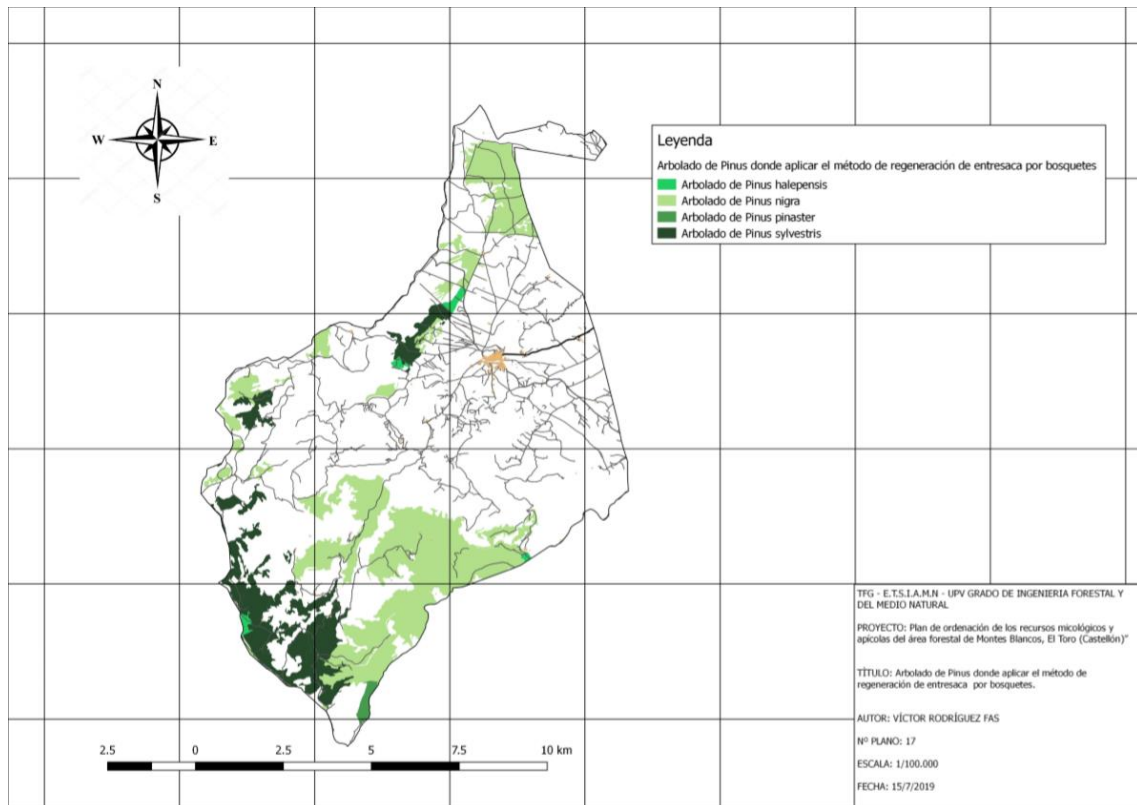 N
W
E
S
Leyenda
Arbolado de Pinus donde aplicar el método de regeneración de entresaca por bosquetes
Arbolado de Pinus halepensis
Arbolado de Pinus nigra
Arbolado de Pinus pinaster
Arbolado de Pinus sylvestris
TFG - E.T.S.I.A.M.N - UPV GRADO DE INGENIERIA FORESTAL Y
DEL MEDIO NATURAL
PROYECTO: Plan de ordenación de los recursos micológicos y
apícolas del área forestal de Montes Blancos, El Toro (Castellón)"
TÍTULO: Arbolado de Pinus donde aplicar el método de
regeneración de entresaca por bosquetes.
AUTOR: VÍCTOR RODRÍGUEZ FAS
Nº PLANO: 17
ESCALA: 1/100.000
FECHA: 15/7/2019
2.5 0 2.5 5 7.5 10 km